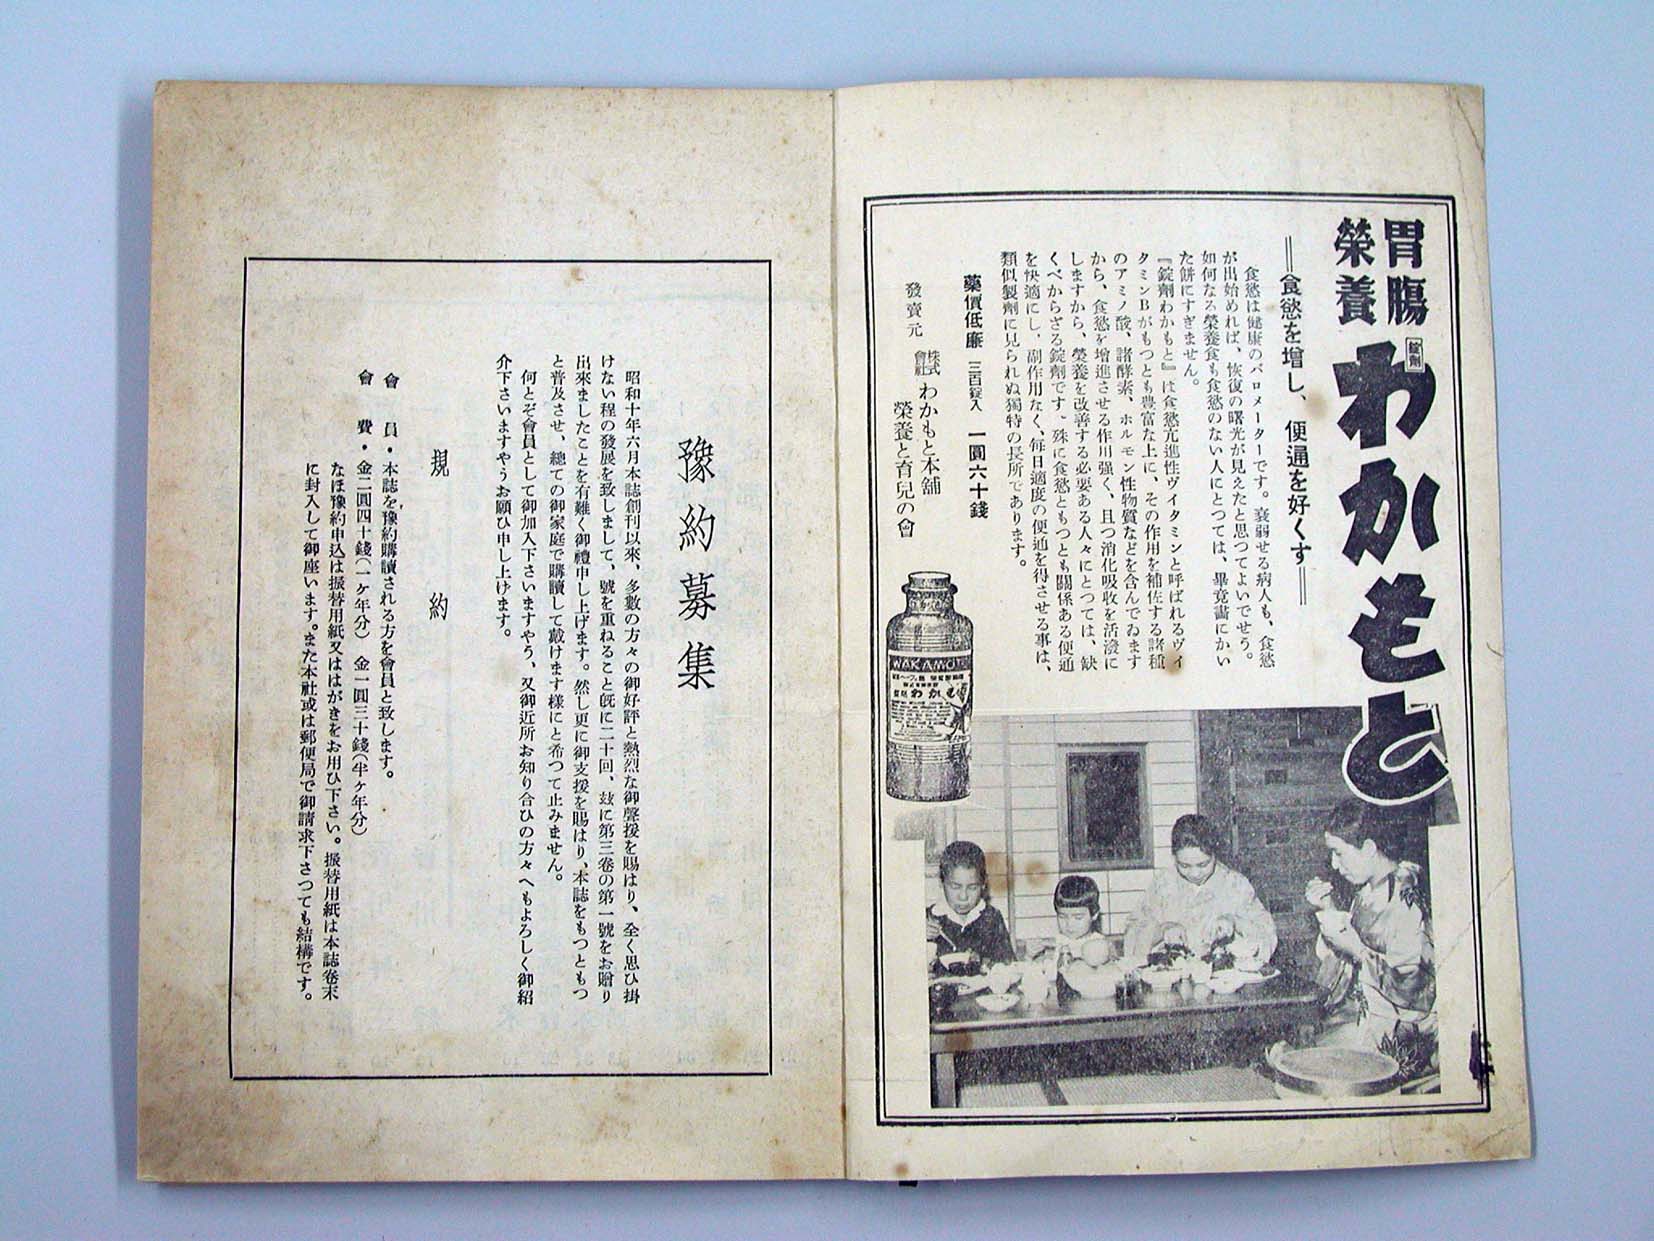 胃腸
榮養
錠劑
わかもと
＝食慾を增し、便通を好くす＝
食慾は健康のバロメーターです。衰弱せる病人も、食慾
が出始めれば、恢復の曙光が見えたと思つてよいでせう。
如何なる榮養食も食慾のない人にとつては、畢竟畫にかい
た餅にすぎません。
『錠劑わかもと』は食慾亢進性ヴイタミンと呼ばれるヴイ
タミンBがもつとも豊富な上に、その作用を補佐する諸種
のアミノ酸、諸酵素、ホルモン性物質などを含んでゐます
から、食慾を增進させる作用强く、且つ消化吸收を活潑に
しますから、榮養を改善する必要ある人々にとつては、缺
くべからざる錠劑です。殊に食慾ともつとも關係ある便通
を快適にし、副作用なく、每日適度の便通を得させる事は、
類似製劑に見られぬ獨特の長所であります。
藥價低廉 三百錠入 一圓六十錢
發賣元 株式會社 わかもと本舖
榮養と育兒の會
WAKAMOTO
わかもと
豫約募集
昭和十年六月本誌創刊以來、多數の方々の御好評と熱烈な御聲援を賜はり、全く思ひ掛
けない程の發展を致しまして、號を重ねること旣に二十回、玆に第三卷の第一號をお贈り
出來ましたことを有難く御禮申し上げます。然し更に御支援を賜はり、本誌をもつともつ
と普及させ、總ての御家庭で購讀して戴けます樣にと希つて止みません。
何とぞ會員として御加入下さいますやう、又御近所お知り合ひの方々へもよろしく御紹
介下さいますやうお願ひ申し上げます。
規約
會員・本誌を豫約購讀される方を會員と致します。
會費・金二圓四十錢（一ヶ年分） 金一圓三十錢（半ヶ年分）
なほ豫約申込は振替用紙又ははがきをお用ひ下さい。振替用紙は本誌卷末
に封入して御座います。また本社或は郵便局で御請求下さつても結構です。